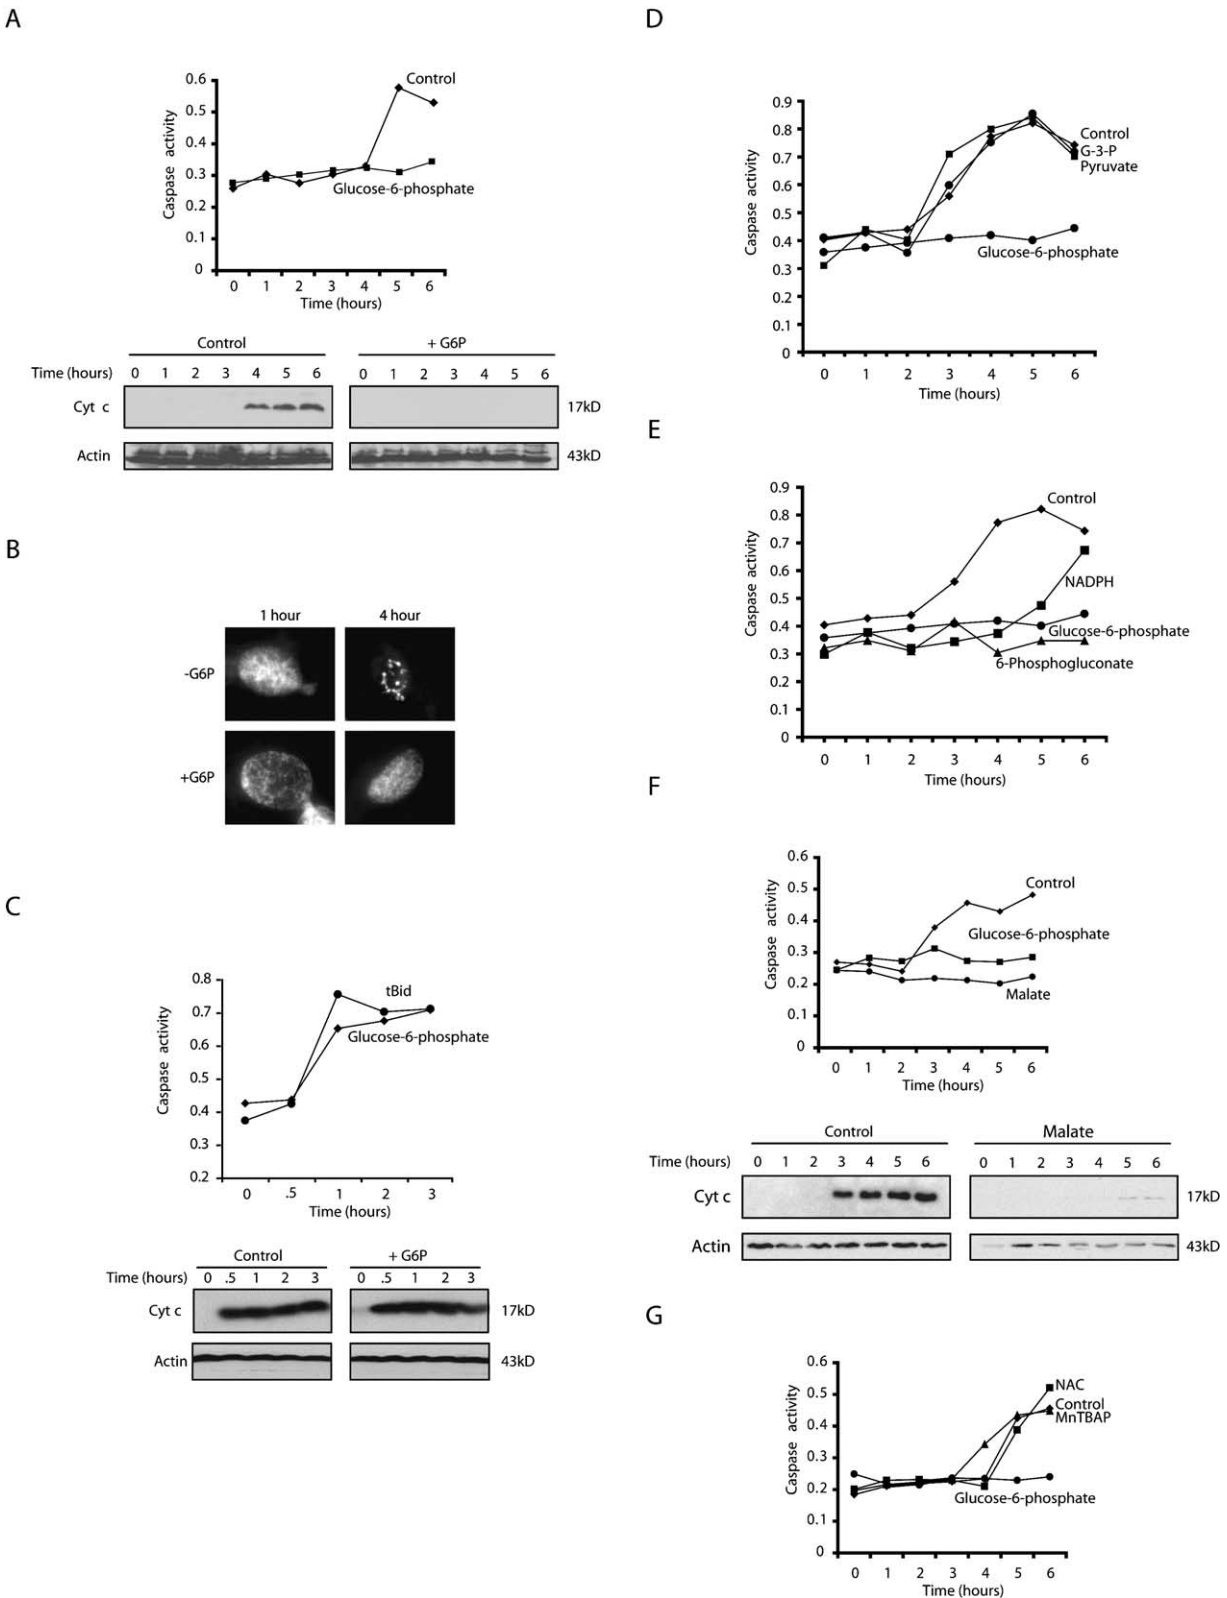 A
0.6
0.5
0.4
0.3
0.2
0.1
0
Caspase activity
Control
Glucose-6-phosphate
0 1 2 3 4 5 6
Time (hours)
Control + G6P
Time (hours) 0 1 2 3 4 5 6 0 1 2 3 4 5 6
Cyt c 17kD
Actin 43kD
B
1 hour 4 hour
-G6P
+G6P
C
0.8
0.7
0.6
0.5
0.4
0.3
0.2
Caspase activity
tBid
Glucose-6-phosphate
0 .5 1 2 3
Time (hours)
Control + G6P
Time (hours) 0 .5 1 2 3 0 .5 1 2 3
Cyt c 17kD
Actin 43kD
D
0.9
0.8
0.7
0.6
0.5
0.4
0.3
0.2
0.1
0
Caspase activity
Control
G-3-P
Pyruvate
Glucose-6-phosphate
0 1 2 3 4 5 6
Time (hours)
E
0.9
0.8
0.7
0.6
0.5
0.4
0.3
0.2
0.1
0
Caspase activity
Control
NADPH
Glucose-6-phosphate
6-Phosphogluconate
0 1 2 3 4 5 6
Time (hours)
F
0.6
0.5
0.4
0.3
0.2
0.1
0
Caspase activity
Control
Glucose-6-phosphate
Malate
0 1 2 3 4 5 6
Time (hours)
Control Malate
Time (hours) 0 1 2 3 4 5 6 0 1 2 3 4 5 6
Cyt c 17kD
Actin 43kD
G
0.6
0.5
0.4
0.3
0.2
0.1
0
Caspase activity
NAC
Control
MnTBAP
Glucose-6-phosphate
0 1 2 3 4 5 6
Time (hours)